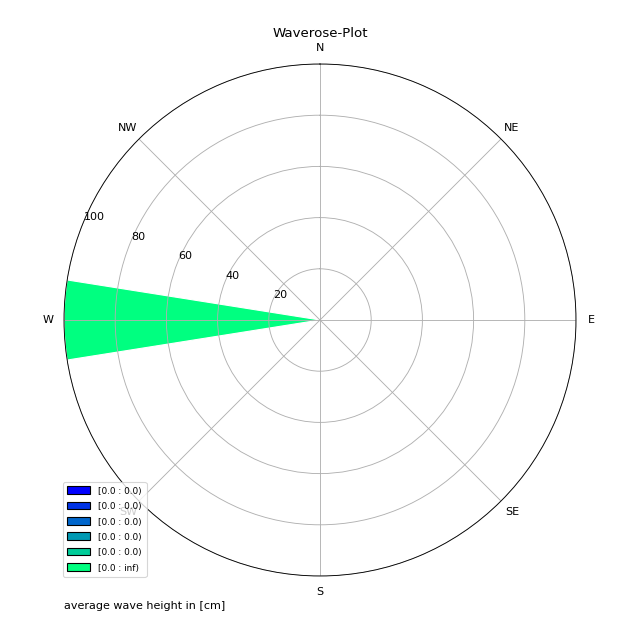 Waverose-Plot
N
NW
NE
100
80
60
40
20
W
E
[0.0 : 0.0)
[0.0 : 0.0)
[0.0 : 0.0)
[0.0 : 0.0)
[0.0 : 0.0)
[0.0 : inf)
SW
SE
S
average wave height in [cm]